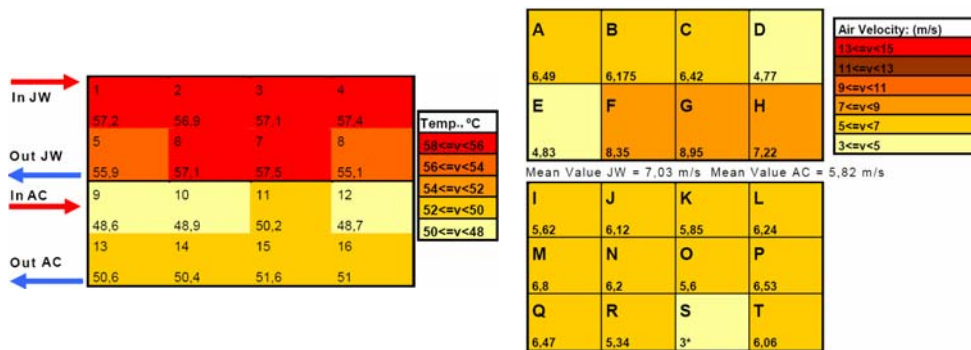 In JW
Out JW
In AC
Out AC
1 2 3 4
57,2 56,9 57,1 57,4
5 6 7 8
55,9 57,1 57,5 55,1
9 10 11 12
48,6 48,9 50,2 48,7
13 14 15 16
50,6 50,4 51,6 51
Temp., ºC
58<=v<56
56<=v<54
54<=v<52
52<=v<50
50<=v<48
A B C D
6,49 6,175 6,42 4,77
E F G H
4,83 8,35 8,95 7,22
Air Velocity: (m/s)
13<=v<15
11<=v<13
9<=v<11
7<=v<9
5<=v<7
3<=v<5
Mean Value JW = 7,03 m/s Mean Value AC = 5,82 m/s
I J K L
5,62 6,12 5,85 6,24
M N O P
6,8 6,2 5,6 6,53
Q R S T
6,47 5,34 3* 6,06